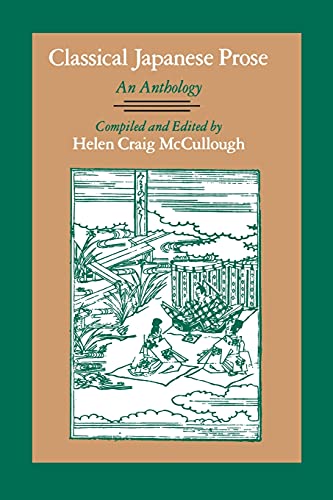 Classical Japanese Prose
An Anthology
Compiled and Edited by
Helen Craig McCullough